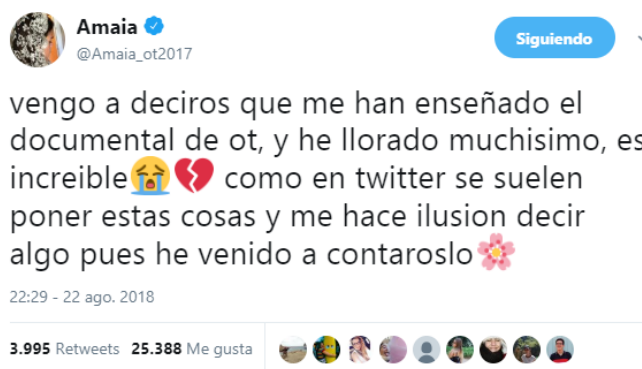 Amaia
@Amaia_ot2017
Siguiendo
vengo a deciros que me han enseñado el
documental de ot, y he llorado muchisimo, es
increible😭💔 como en twitter se suelen
poner estas cosas y me hace ilusion decir
algo pues he venido a contaroslo🌸
22:29 - 22 ago. 2018
3.995 Retweets 25.388 Me gusta